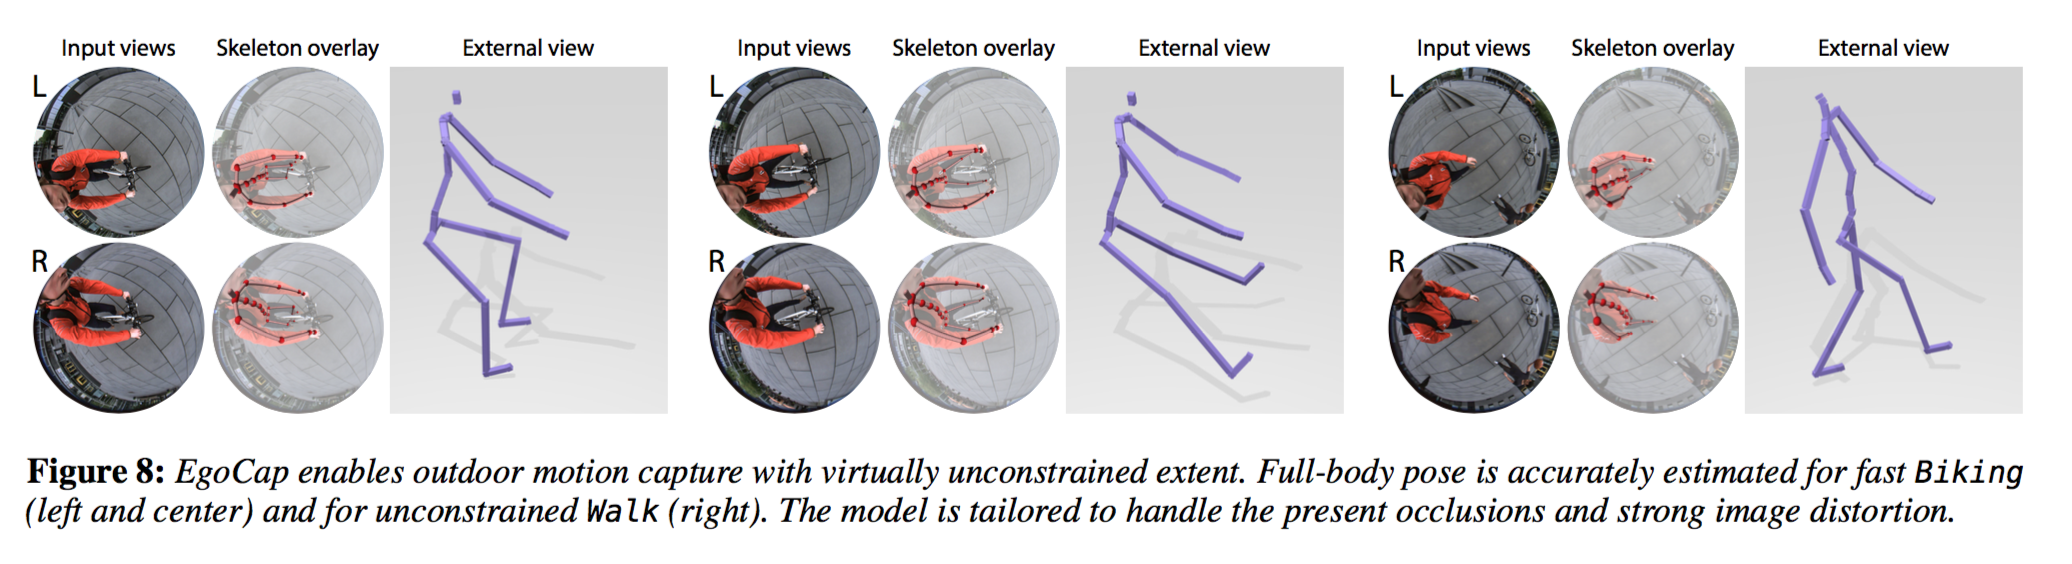 Input views Skeleton overlay External view Input views Skeleton overlay External view Input views Skeleton overlay External view
L L L
R R R
Figure 8: EgoCap enables outdoor motion capture with virtually unconstrained extent. Full-body pose is accurately estimated for fast Biking
(left and center) and for unconstrained Walk (right). The model is tailored to handle the present occlusions and strong image distortion.